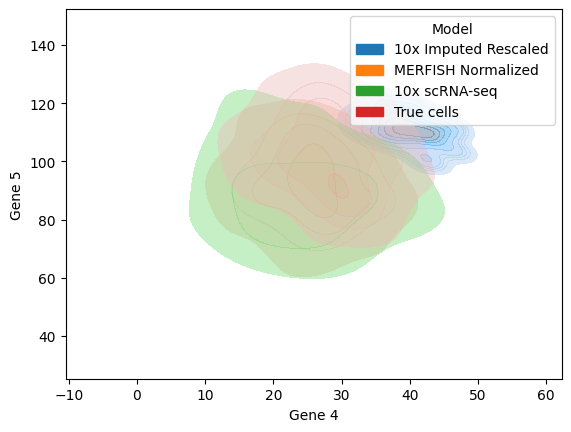 Model
10x Imputed Rescaled
MERFISH Normalized
10x scRNA-seq
True cells
140
120
100
80
60
40
Gene 5
−10
0
10
20
30
40
50
60
Gene 4